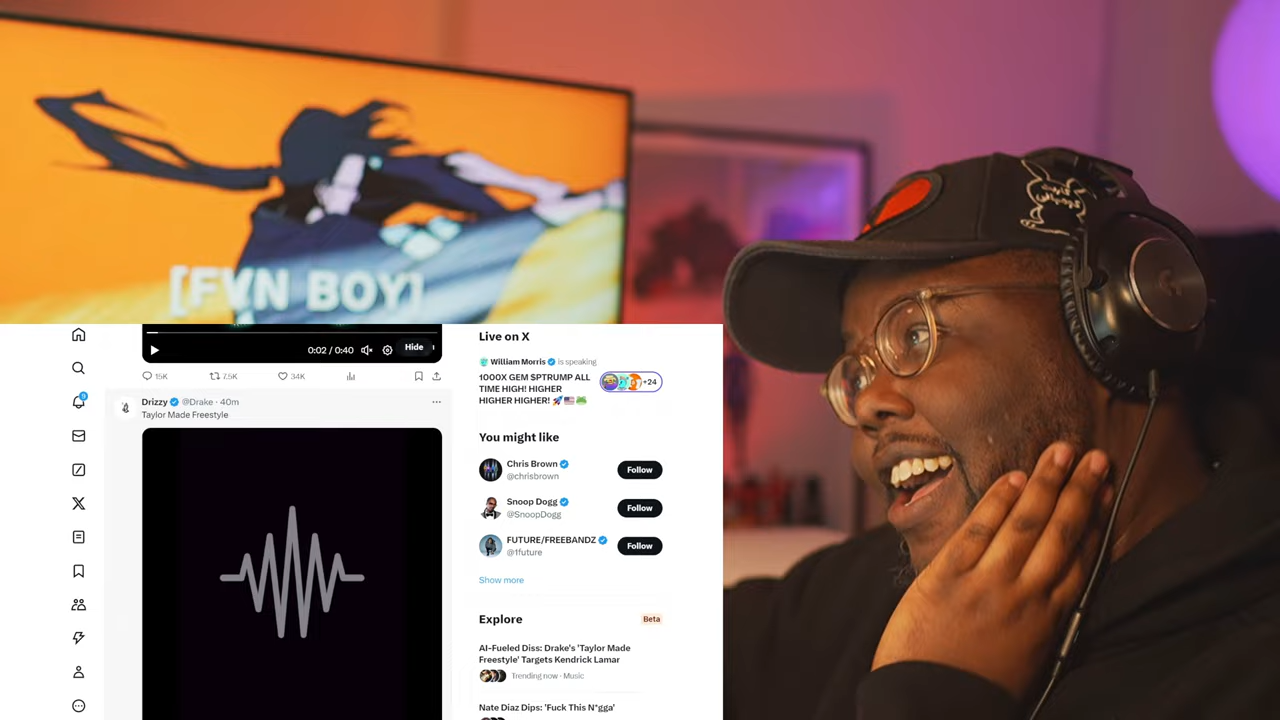 [FVN BOY]
0:02 / 0:40
Hide
15K
7.5K
34K
Drizzy @Drake · 40m
Taylor Made Freestyle
Live on X
William Morris is speaking
1000X GEM $PTRUMP ALL
TIME HIGH! HIGHER
HIGHER HIGHER! 🚀🇺🇸🐸
+24
You might like
Chris Brown
@chrisbrown
Follow
Snoop Dogg
@SnoopDogg
Follow
FUTURE/FREEBANDZ
@1future
Follow
Show more
Explore
Beta
AI-Fueled Diss: Drake's 'Taylor Made
Freestyle' Targets Kendrick Lamar
Trending now · Music
Nate Diaz Dips: 'Fuck This N*gga'